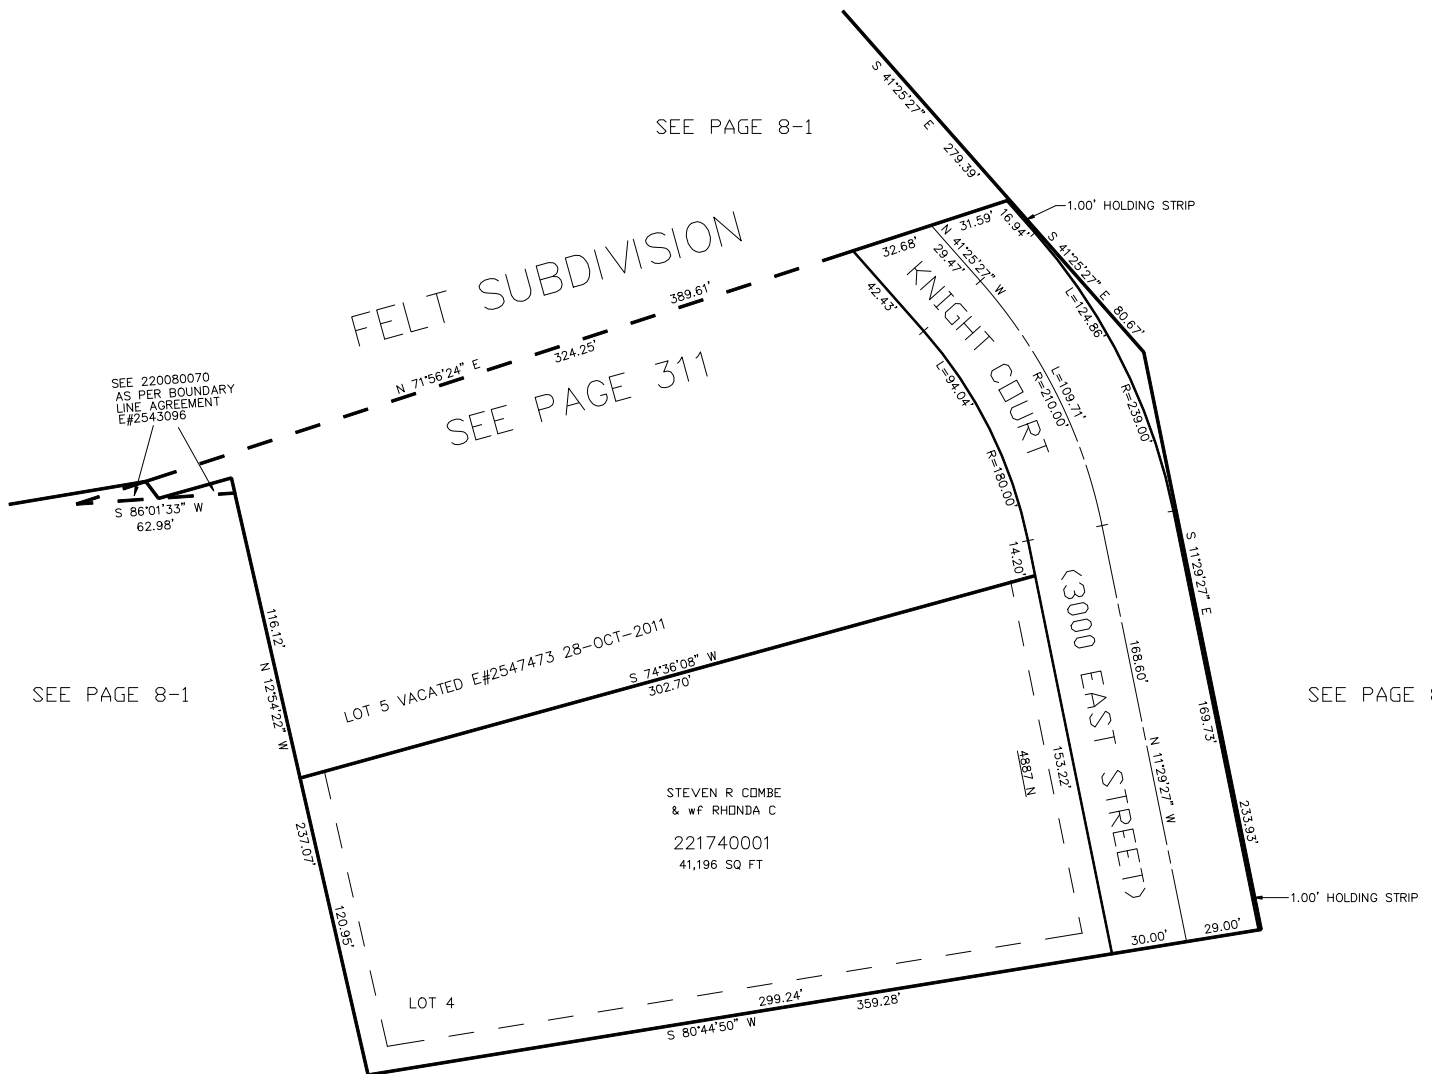 S 41°25'27" E
279.39'
SEE PAGE 8-1
1.00' HOLDING STRIP
31.59'
16.94'
32.68'
N 41°25'27" W
29.47'
S 41°25'27" E 80.67'
FELT SUBDIVISION
389.61'
N 71°56'24" E
324.25'
SEE PAGE 311
42.43'
KNIGHT COURT
L=124.86'
R=239.00'
L=109.71'
R=210.00'
L=94.04'
R=180.00'
SEE 220080070
AS PER BOUNDARY
LINE AGREEMENT
E#2543096
S 86°01'33" W
62.98'
14.20'
S 11°29'27" E
116.12'
N 12°54'22" W
LOT 5 VACATED E#2547473 28-OCT-2011
S 74°36'08" W
302.70'
<3000 EAST STREET>
168.60'
N 11°29'27" W
169.73'
233.93'
SEE PAGE 8-1
SEE PAGE
4887 N
153.22'
STEVEN R COMBE
& wf RHONDA C
221740001
41,196 SQ FT
237.07'
120.95'
1.00' HOLDING STRIP
30.00'
29.00'
LOT 4
299.24'
359.28'
S 80°44'50" W